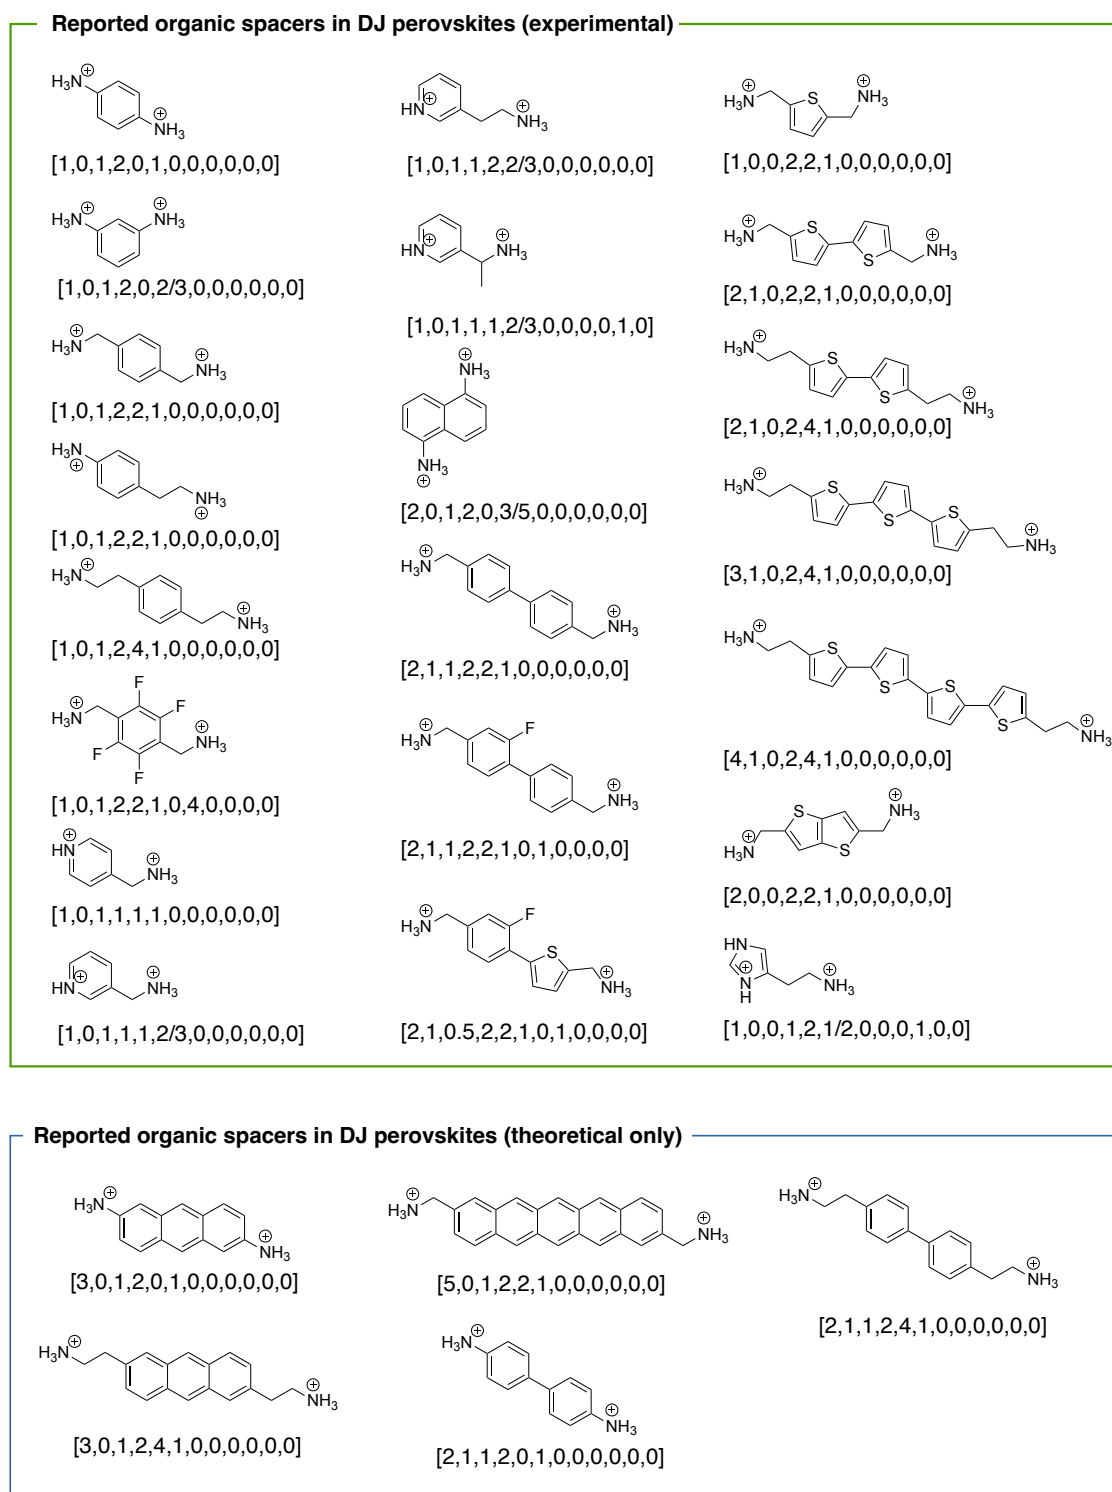 Reported organic spacers in DJ perovskites (experimental)
H₃N⊕ ⊕NH₃
[1,0,1,2,0,1,0,0,0,0,0,0]
H₃N⊕ ⊕NH₃
[1,0,1,2,0,2/3,0,0,0,0,0,0]
H₃N⊕ ⊕NH₃
[1,0,1,2,2,1,0,0,0,0,0,0]
H₃N⊕ NH₃⊕
[1,0,1,2,2,1,0,0,0,0,0,0]
H₃N⊕ ⊕NH₃
[1,0,1,2,4,1,0,0,0,0,0,0]
H₃N⊕ F F F F ⊕NH₃
[1,0,1,2,2,1,0,4,0,0,0,0]
HN⊕ ⊕NH₃
[1,0,1,1,1,1,0,0,0,0,0,0]
HN⊕ ⊕NH₃
[1,0,1,1,1,2/3,0,0,0,0,0,0]
HN⊕ ⊕NH₃
[1,0,1,1,2,2/3,0,0,0,0,0,0]
HN⊕ ⊕NH₃
[1,0,1,1,1,2/3,0,0,0,0,1,0]
⊕NH₃ NH₃⊕
[2,0,1,2,0,3/5,0,0,0,0,0,0]
H₃N⊕ ⊕NH₃
[2,1,1,2,2,1,0,0,0,0,0,0]
H₃N⊕ F ⊕NH₃
[2,1,1,2,2,1,0,1,0,0,0,0]
H₃N⊕ F S ⊕NH₃
[2,1,0.5,2,2,1,0,1,0,0,0,0]
H₃N⊕ S ⊕NH₃
[1,0,0,2,2,1,0,0,0,0,0,0]
H₃N⊕ S S ⊕NH₃
[2,1,0,2,2,1,0,0,0,0,0,0]
H₃N⊕ S S ⊕NH₃
[2,1,0,2,4,1,0,0,0,0,0,0]
H₃N⊕ S S S ⊕NH₃
[3,1,0,2,4,1,0,0,0,0,0,0]
H₃N⊕ S S S S ⊕NH₃
[4,1,0,2,4,1,0,0,0,0,0,0]
H₃N⊕ S S ⊕NH₃
[2,0,0,2,2,1,0,0,0,0,0,0]
HN ⊕ N H ⊕NH₃
[1,0,0,1,2,1/2,0,0,0,1,0,0]
Reported organic spacers in DJ perovskites (theoretical only)
H₃N⊕ ⊕NH₃
[3,0,1,2,0,1,0,0,0,0,0,0]
H₃N⊕ ⊕NH₃
[5,0,1,2,2,1,0,0,0,0,0,0]
H₃N⊕ ⊕NH₃
[2,1,1,2,4,1,0,0,0,0,0,0]
H₃N⊕ ⊕NH₃
[3,0,1,2,4,1,0,0,0,0,0,0]
H₃N⊕ ⊕NH₃
[2,1,1,2,0,1,0,0,0,0,0,0]